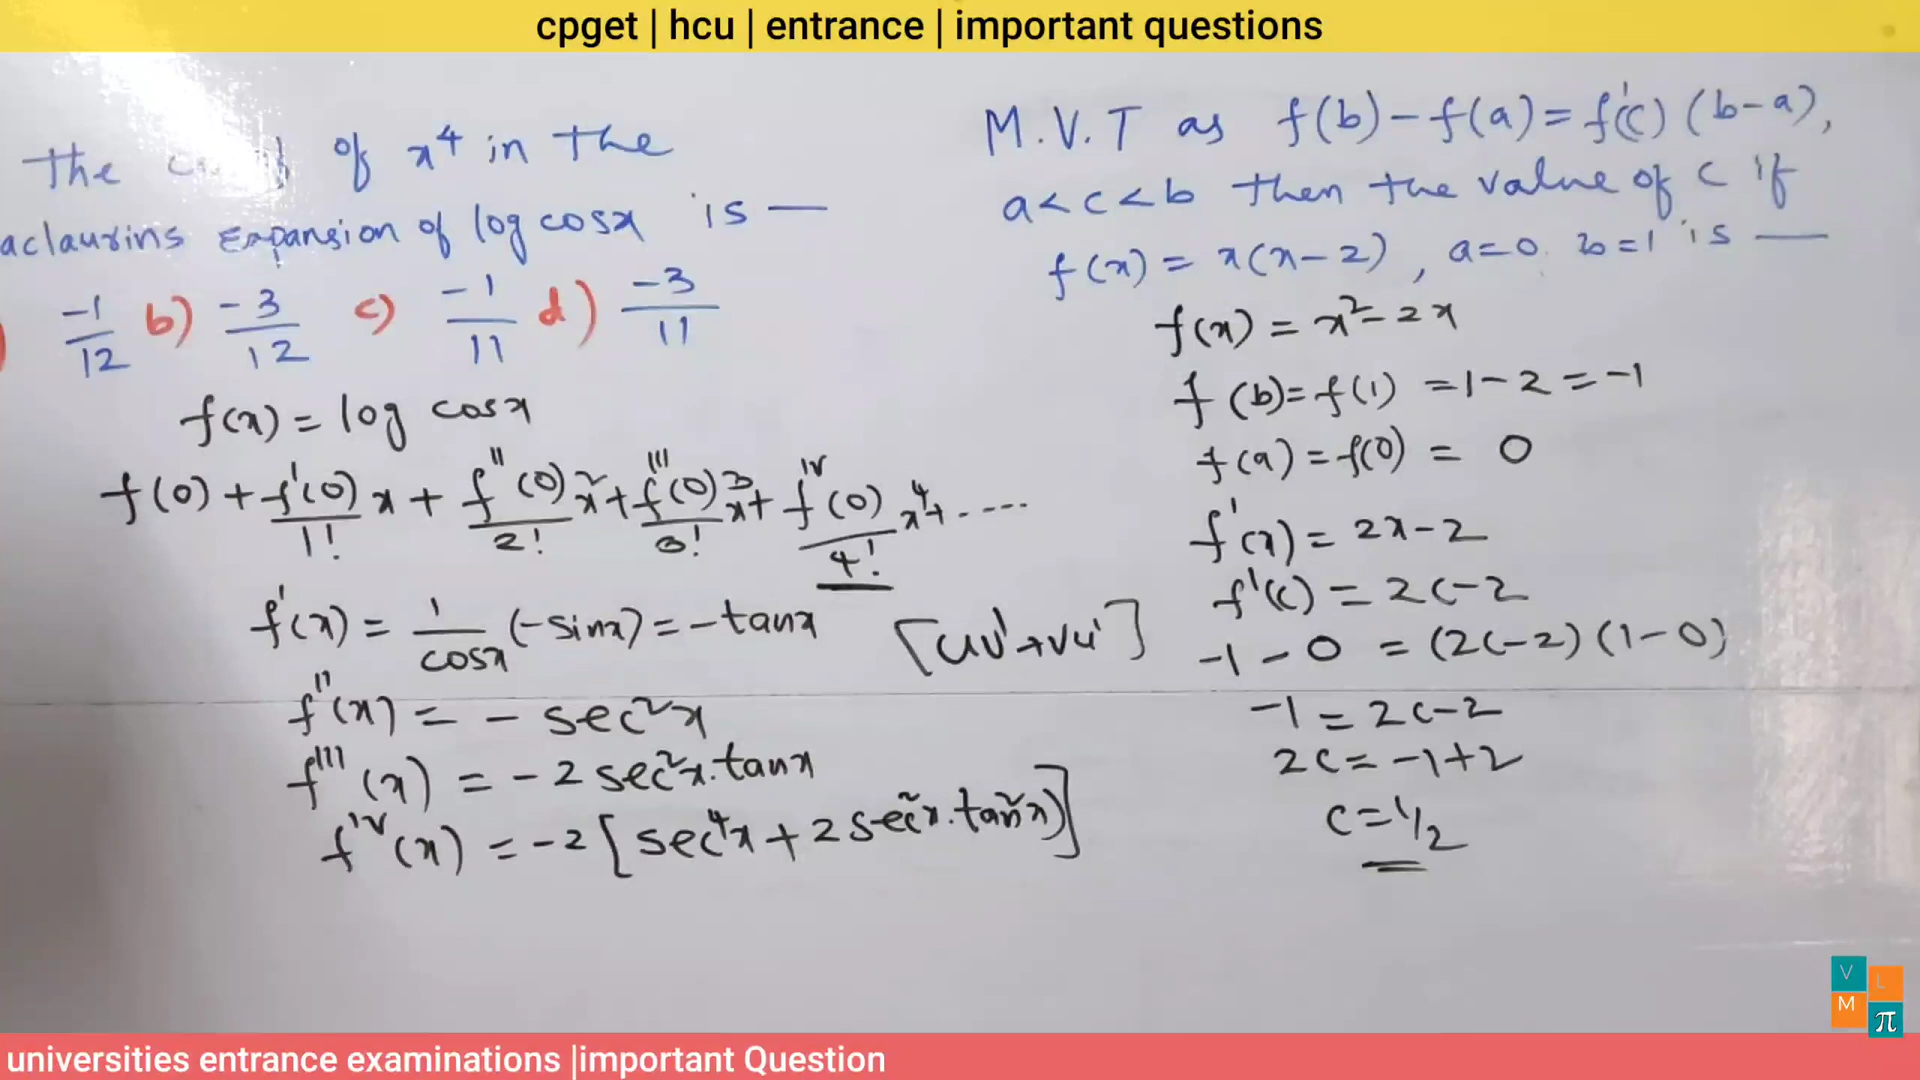 cpget | hcu | entrance | important questions
the of x⁴ in the
aclaurins Expansion of log cosx is —
-1/12 b) -3/12 c) -1/11 d) -3/11
f(x) = log cosx
f(0) + f'(0)/1! x + f''(0)/2! x² + f'''(0)/3! x³ + f^IV(0)/4! x⁴ + ....
f'(x) = 1/cosx (-sinx) = -tanx [uv'+vu']
f''(x) = - sec²x
f'''(x) = -2 sec²x.tanx
f^IV(x) = -2 [sec⁴x + 2 sec²x.tan²x)]
M.V.T as f(b) - f(a) = f'(c) (b-a),
a<c<b then the value of c if
f(x) = x(x-2), a=0. b=1 is —
f(x) = x²-2x
f(b) = f(1) = 1-2 = -1
f(a) = f(0) = 0
f'(x) = 2x-2
f'(c) = 2c-2
-1-0 = (2c-2)(1-0)
-1 = 2c-2
2c = -1+2
c = 1/2
V L
M π
universities entrance examinations |important Question